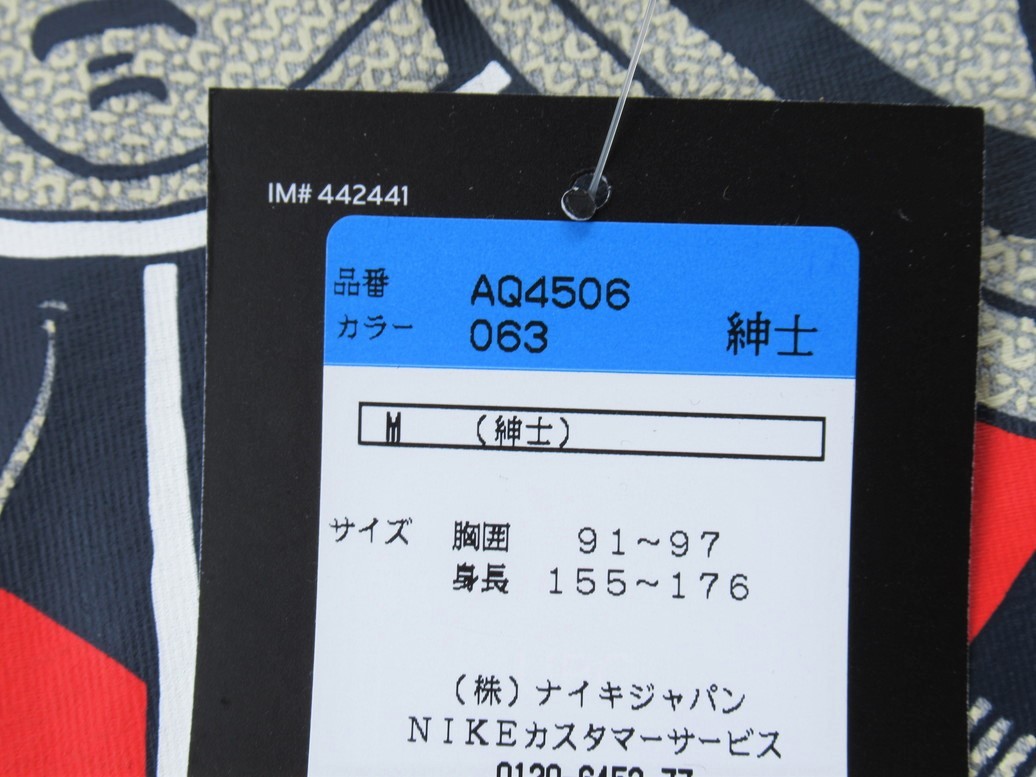 IM# 442441
品番 AQ4506
カラー 063 紳士
M (紳士)
サイズ 胸囲 91~97
身長 155~176
(株)ナイキジャパン
NIKEカスタマーサービス